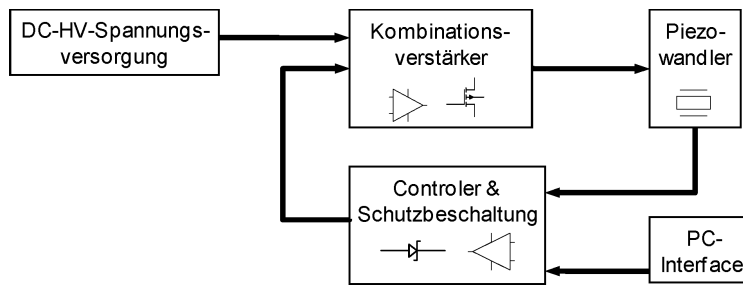 DC-HV-Spannungs-
versorgung
Kombinations-
verstärker
Piezo-
wandler
Controler &
Schutzbeschaltung
PC-
Interface